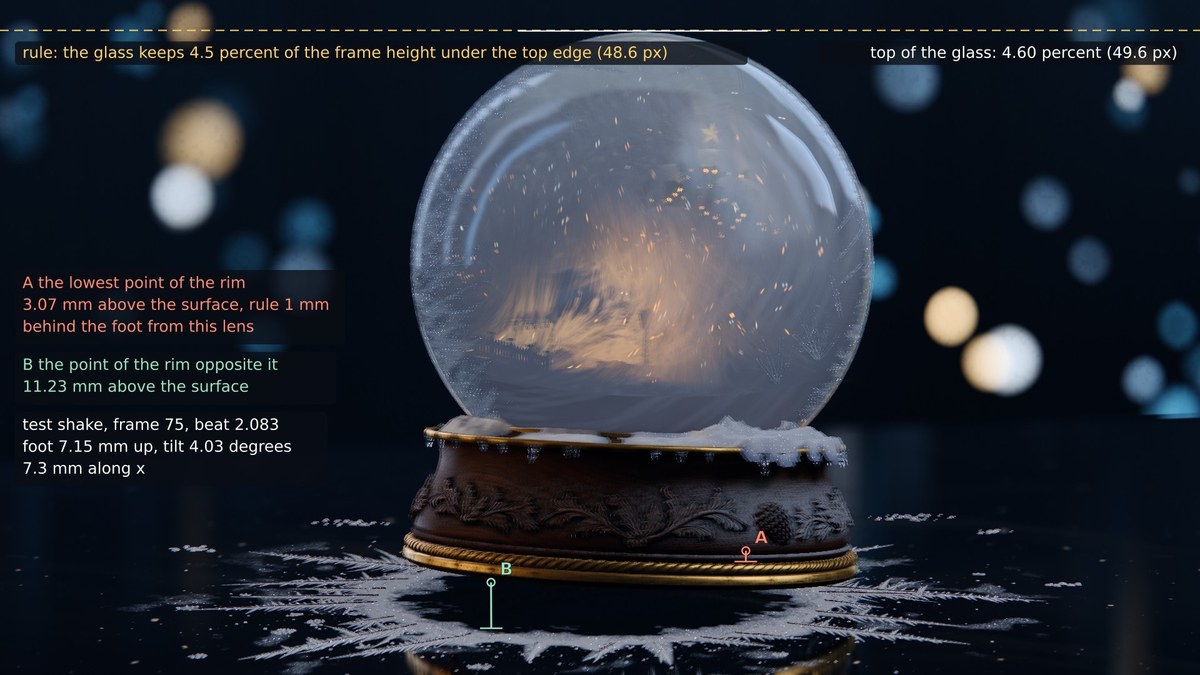 rule: the glass keeps 4.5 percent of the frame height under the top edge (48.6 px)
top of the glass: 4.60 percent (49.6 px)
A the lowest point of the rim
3.07 mm above the surface, rule 1 mm
behind the foot from this lens
B the point of the rim opposite it
11.23 mm above the surface
test shake, frame 75, beat 2.083
foot 7.15 mm up, tilt 4.03 degrees
7.3 mm along x
A
B